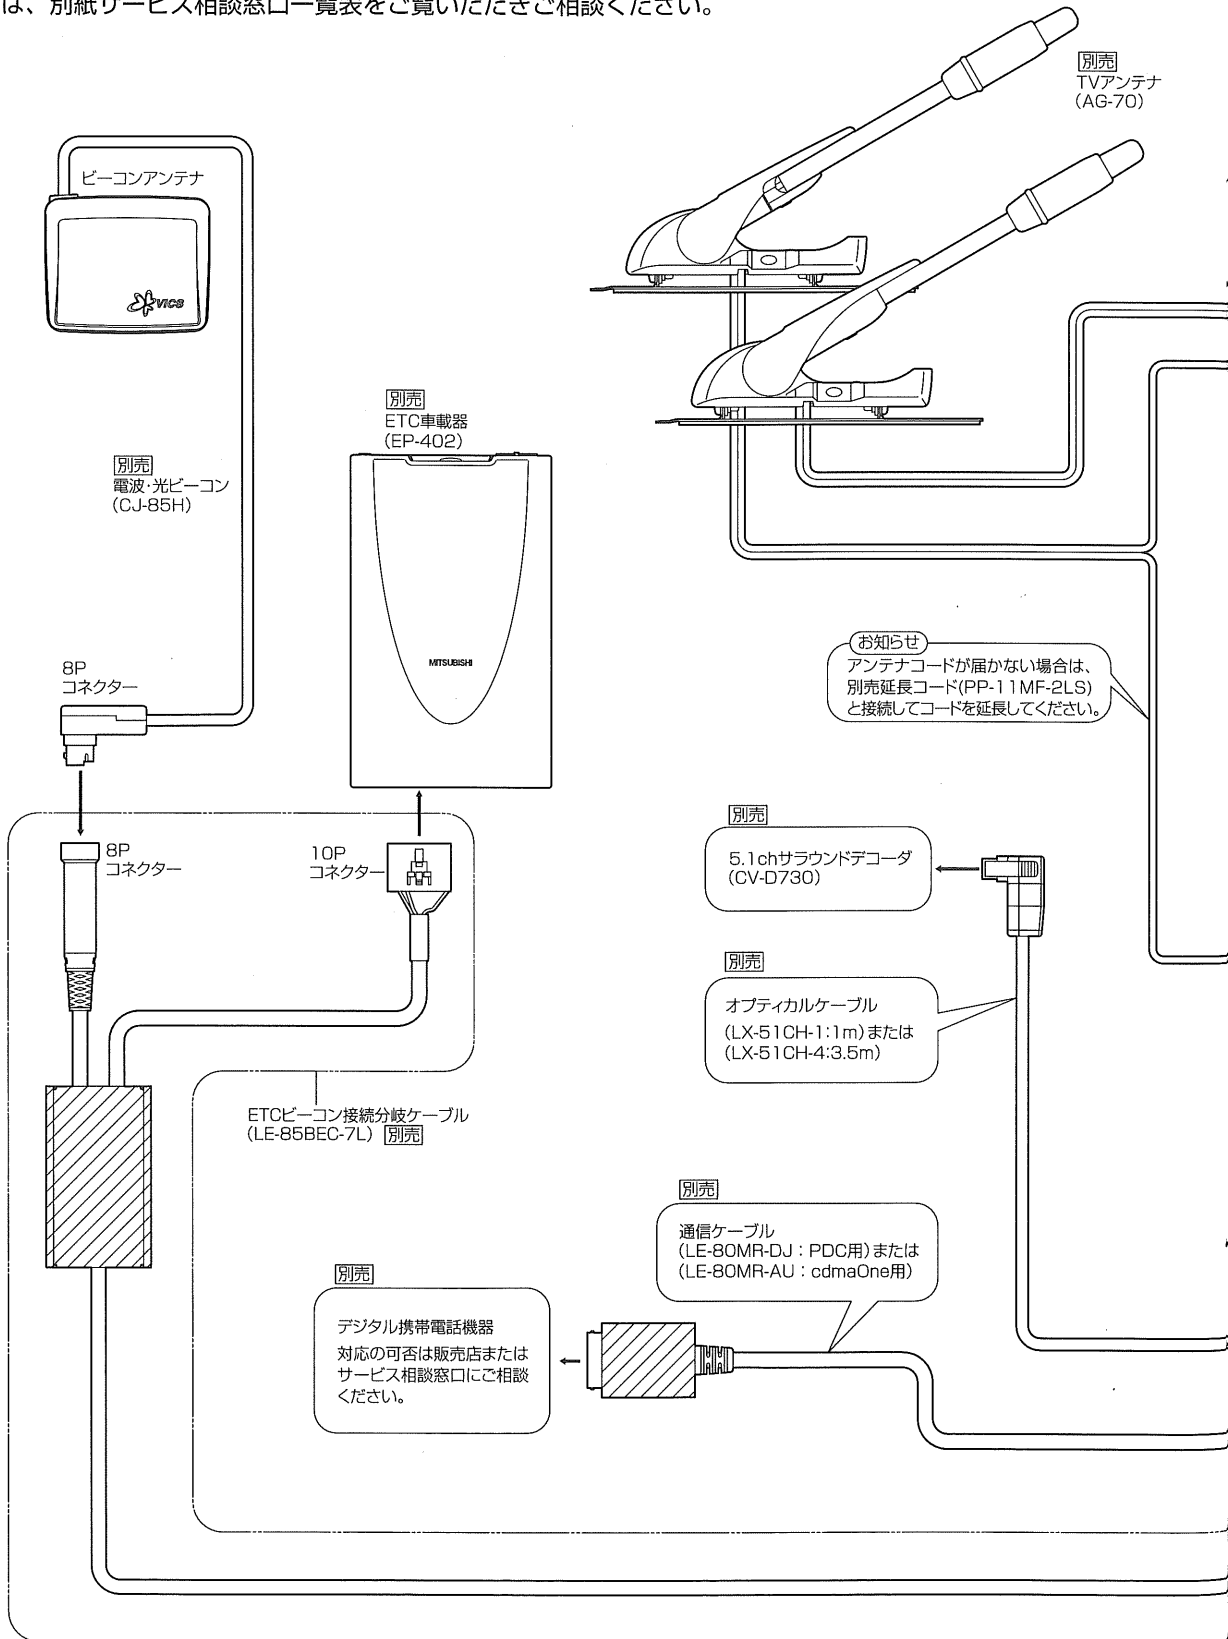 は、別紙サービス相談窓口一覧表をご覧いただきご相談ください。
別売
TVアンテナ
(AG-70)
ビーコンアンテナ
VICS
別売
ETC車載器
(EP-402)
別売
電波・光ビーコン
(CJ-85H)
MITSUBISHI
お知らせ
アンテナコードが届かない場合は、
別売延長コード(PP-11MF-2LS)
と接続してコードを延長してください。
8P
コネクター
8P
コネクター
10P
コネクター
別売
5.1chサラウンドデコーダ
(CV-D730)
別売
オプティカルケーブル
(LX-51CH-1:1m)または
(LX-51CH-4:3.5m)
ETCビーコン接続分岐ケーブル
(LE-85BEC-7L) 別売
別売
通信ケーブル
(LE-80MR-DJ：PDC用)または
(LE-80MR-AU：cdmaOne用)
別売
デジタル携帯電話機器
対応の可否は販売店または
サービス相談窓口にご相談
ください。